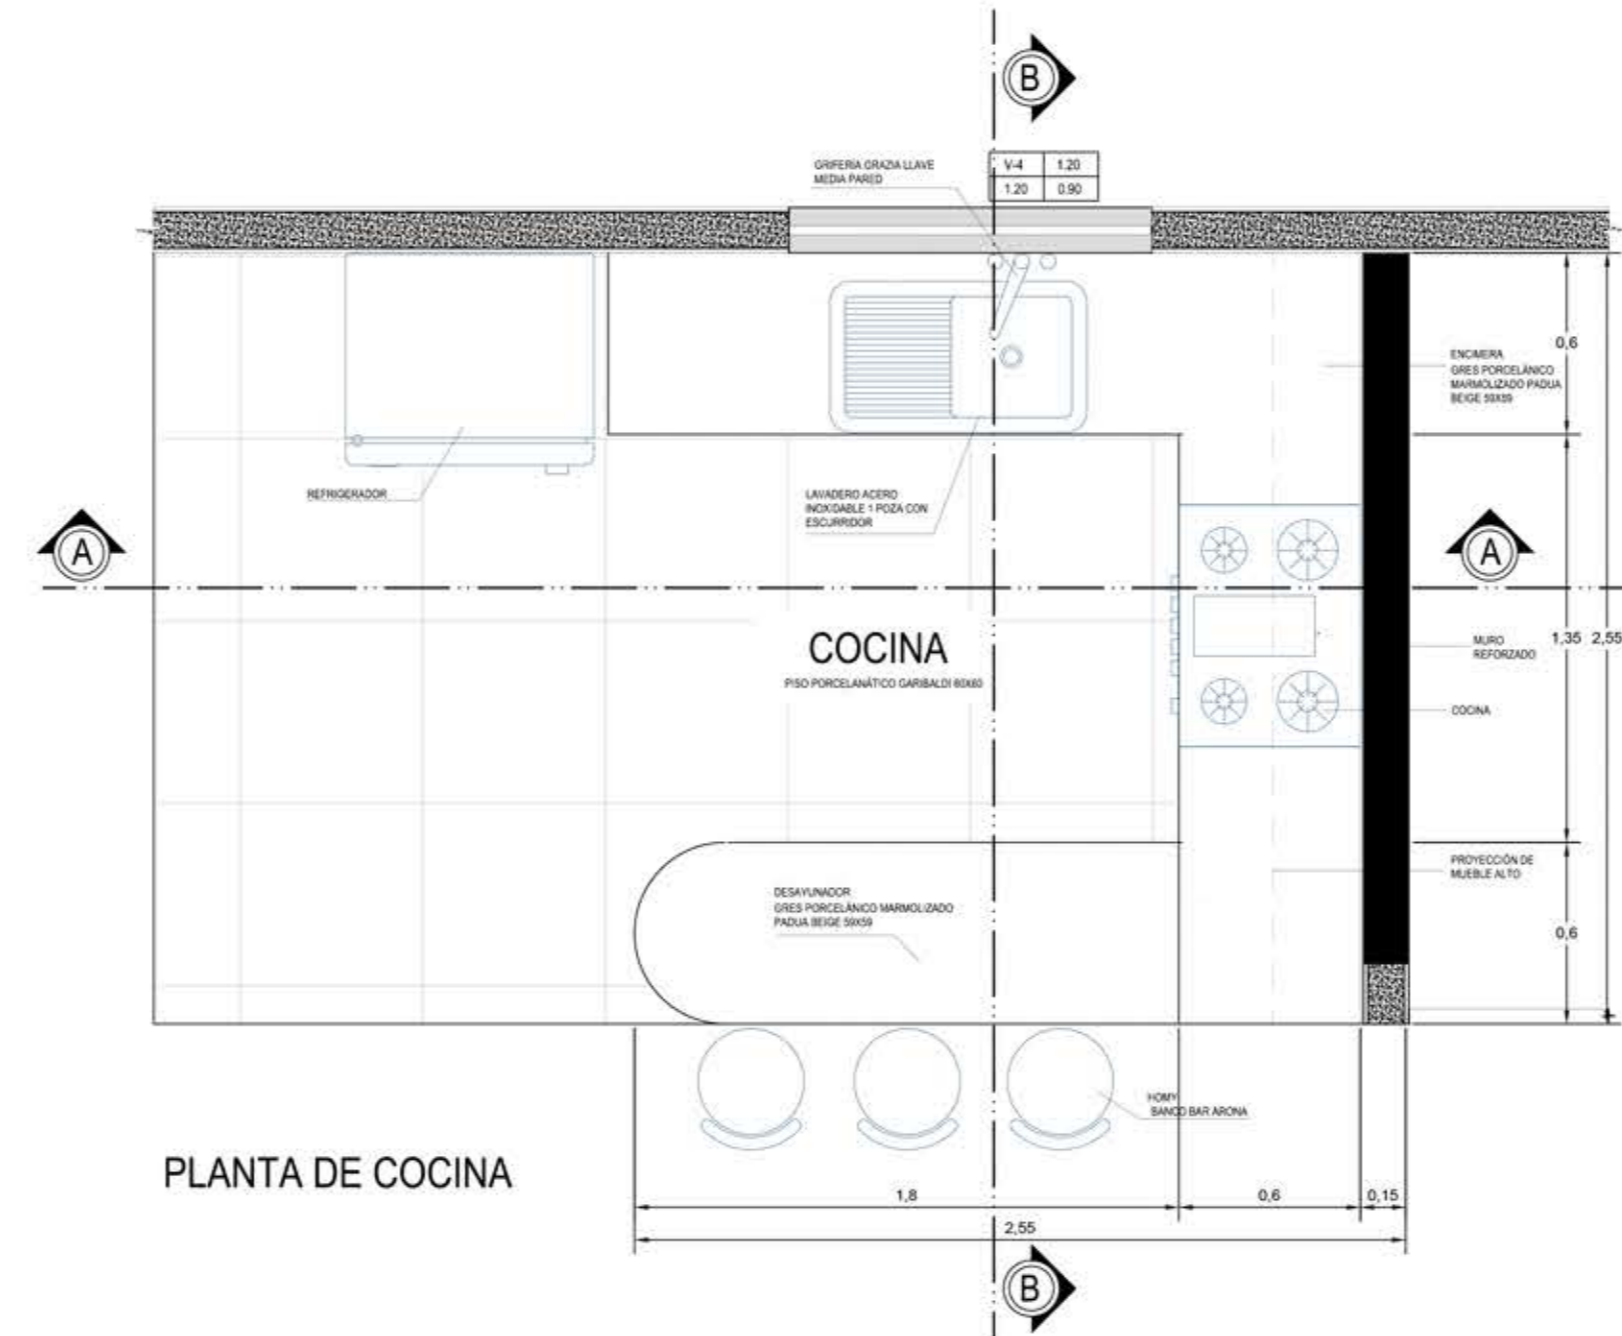 B
GRIFERÍA GRAZIA LLAVE
MEDIA PARED
V-4 1.20
1.20 0.90
0,6
ENCIMERA
GRES PORCELÁNICO
MARMOLIZADO PADUA
BEIGE 59X59
REFRIGERADOR
LAVADERO ACERO
INOXIDABLE 1 POZA CON
ESCURRIDOR
A
A
COCINA
PISO PORCELANÁTICO GARIBALDI 60X60
MURO
REFORZADO
1,35
2,55
COCINA
PROYECCIÓN DE
MUEBLE ALTO
DESAYUNADOR
GRES PORCELÁNICO MARMOLIZADO
PADUA BEIGE 59X59
0,6
HOMY
BANCO BAR ARONA
PLANTA DE COCINA
1,8
0,6
0,15
2,55
B